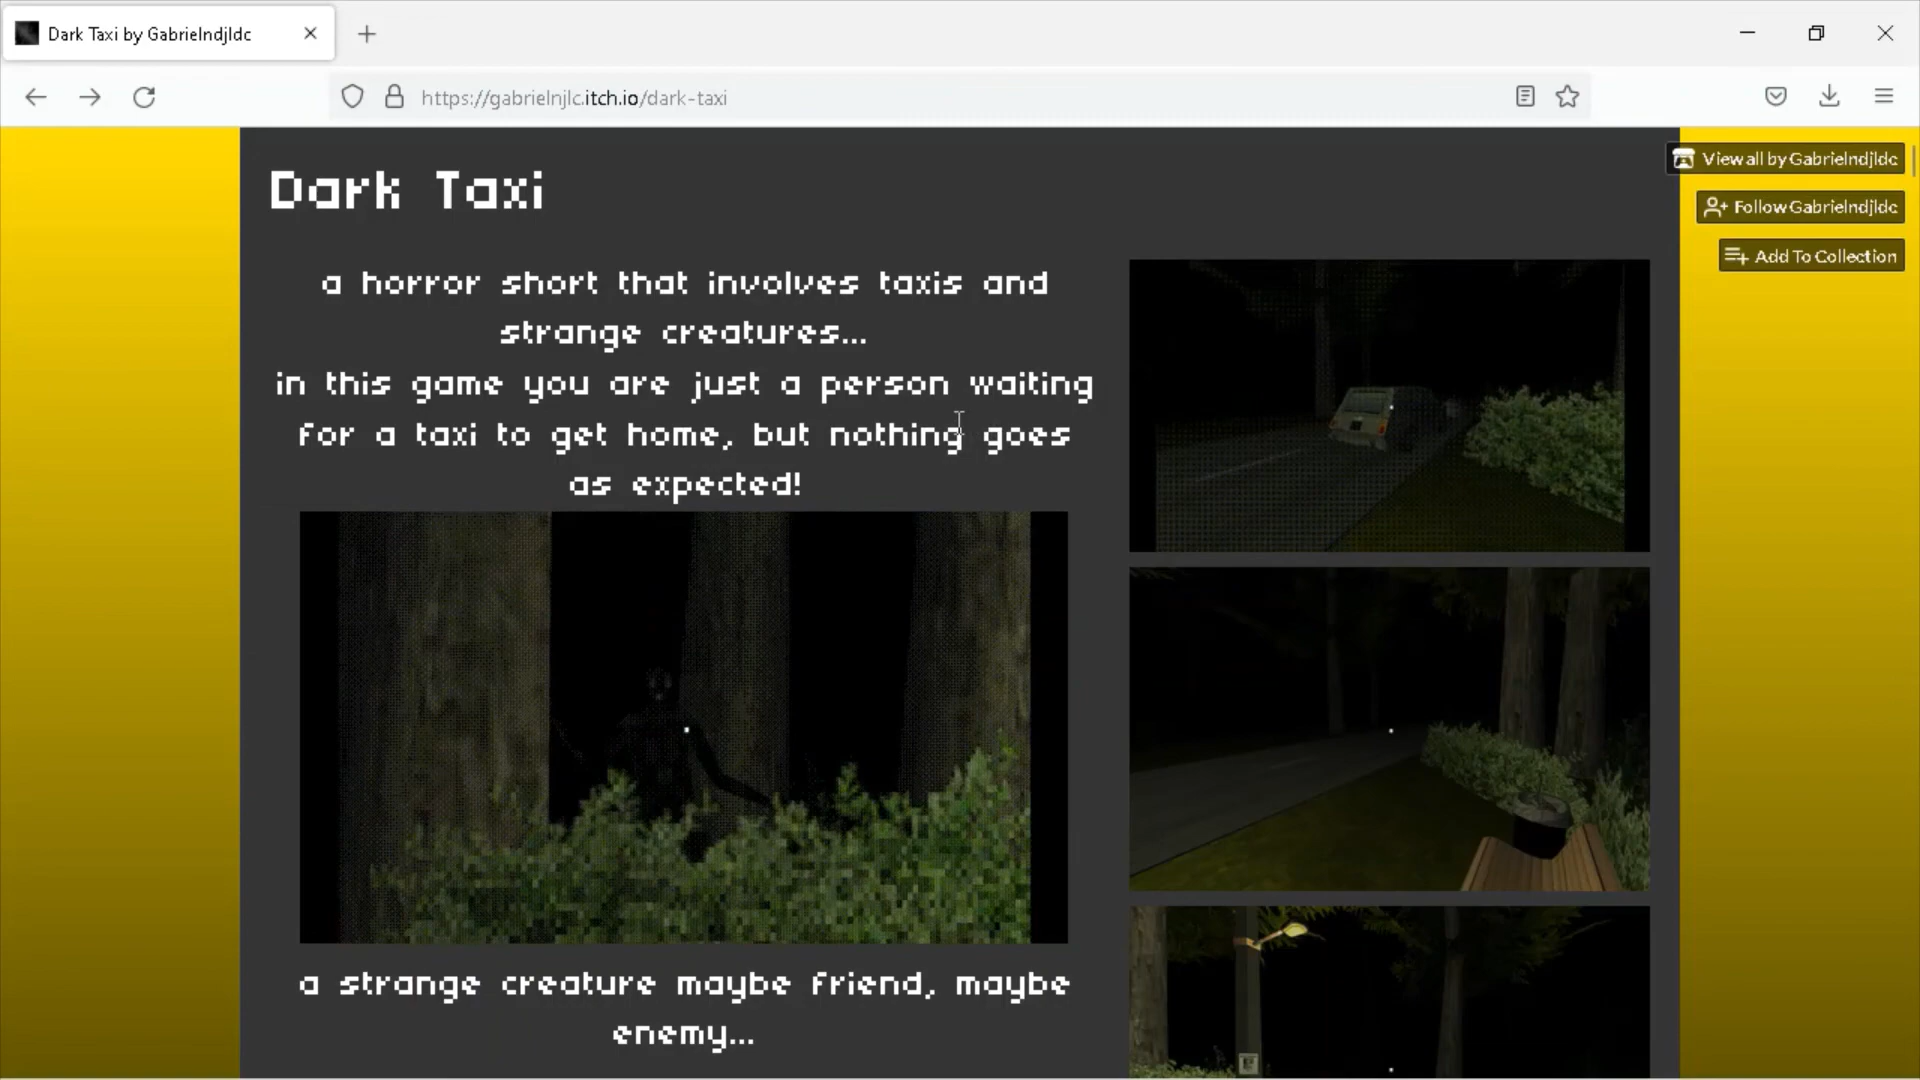 Dark Taxi by Gabrielndjldc
https://gabrielnjlc.itch.io/dark-taxi
View all by Gabrielndjldc
Follow Gabrielndjldc
Add To Collection
Dark Taxi
a horror short that involves taxis and
strange creatures...
in this game you are just a person waiting
for a taxi to get home, but nothing goes
as expected!
a strange creature maybe friend, maybe
enemy...